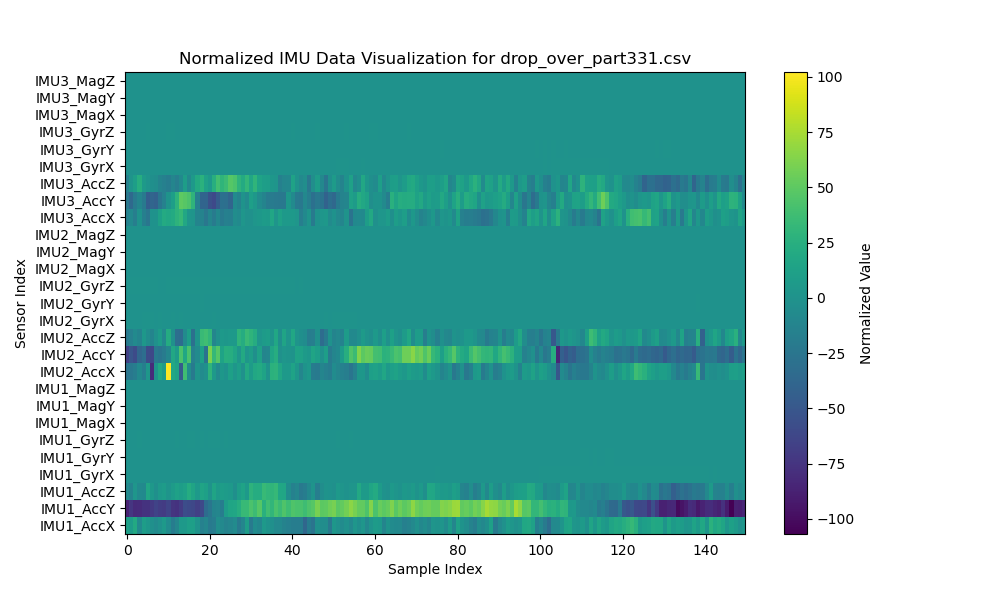 Normalized IMU Data Visualization for drop_over_part331.csv
IMU3_MagZ
IMU3_MagY
IMU3_MagX
IMU3_GyrZ
IMU3_GyrY
IMU3_GyrX
IMU3_AccZ
IMU3_AccY
IMU3_AccX
IMU2_MagZ
IMU2_MagY
IMU2_MagX
IMU2_GyrZ
IMU2_GyrY
IMU2_GyrX
IMU2_AccZ
IMU2_AccY
IMU2_AccX
IMU1_MagZ
IMU1_MagY
IMU1_MagX
IMU1_GyrZ
IMU1_GyrY
IMU1_GyrX
IMU1_AccZ
IMU1_AccY
IMU1_AccX
Sensor Index
0 20 40 60 80 100 120 140
Sample Index
100
75
50
25
0
−25
−50
−75
−100
Normalized Value